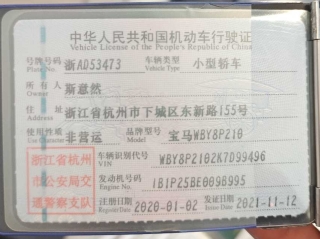 中华人民共和国机动车行驶证
Vehicle License of the People's Republic of China
号牌号码 浙AD53473 车辆类型 小型轿车
Plate No. Vehicle Type
所有人 斯意然
Owner
住址 浙江省杭州市下城区东新路155号
Address
使用性质 非营运 品牌型号 宝马WBY8P210
Use Character Model
浙江省杭州
市公安局交
通警察支队
车辆识别代号 WBY8P2102K7D99496
VIN
发动机号码 IB1P25BE0098995
Engine No.
注册日期 2020-01-02 发证日期 2021-11-12
Register Date Issue Date